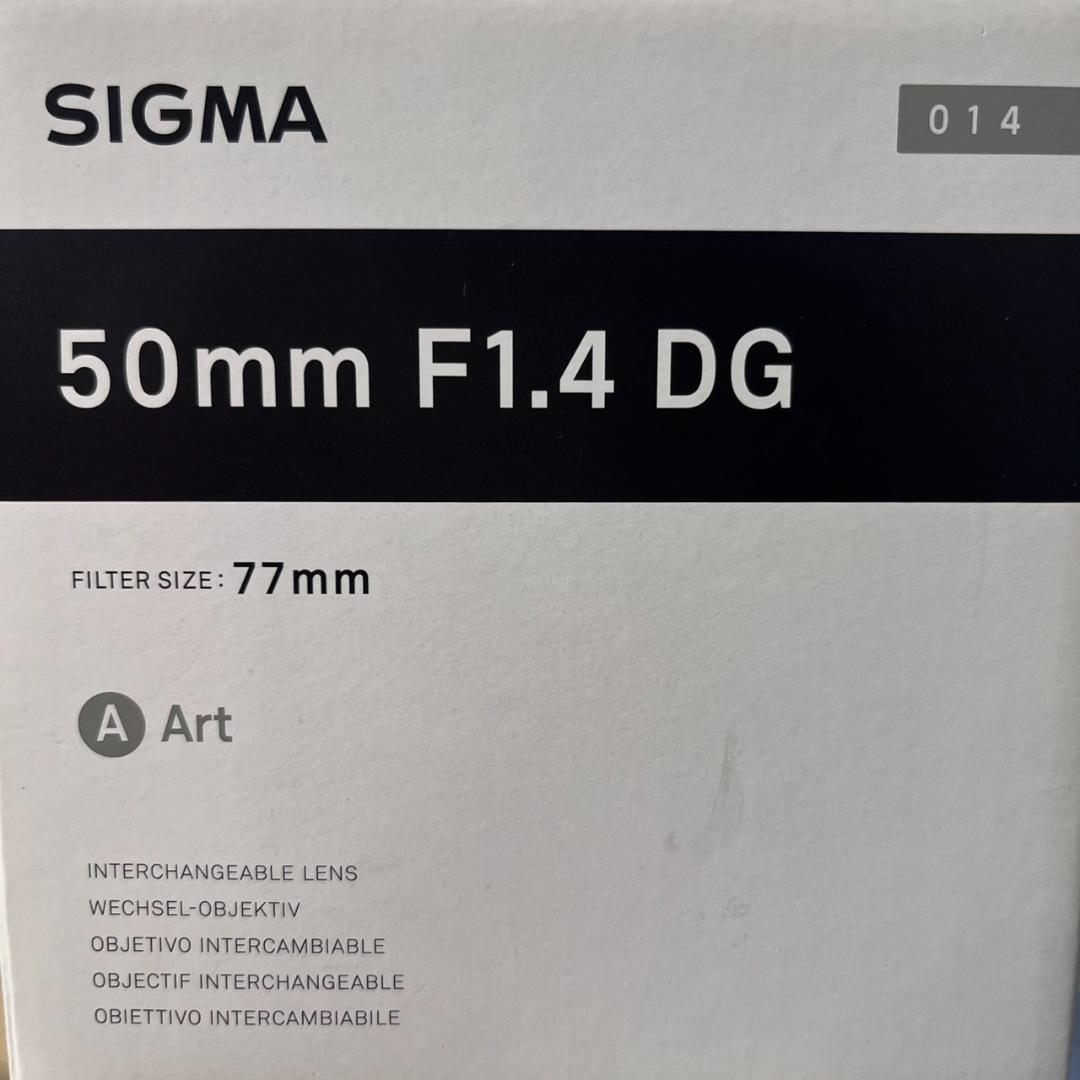 SIGMA
014
50mm F1.4 DG
FILTER SIZE: 77mm
A Art
INTERCHANGEABLE LENS
WECHSEL-OBJEKTIV
OBJETIVO INTERCAMBIABLE
OBJECTIF INTERCHANGEABLE
OBIETTIVO INTERCAMBIABILE